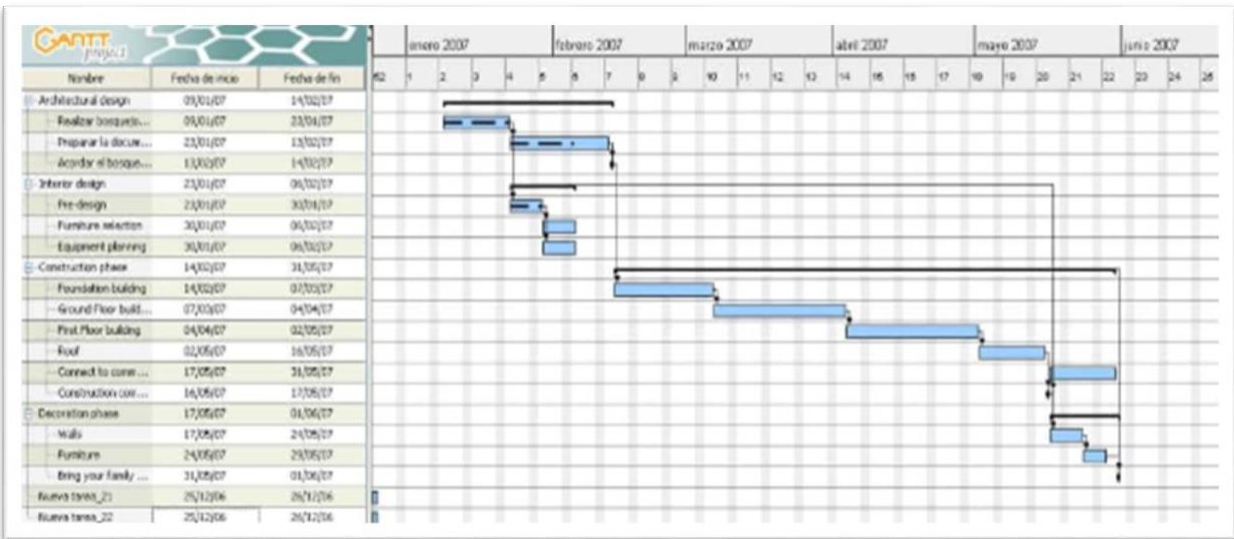 GANTT
project
enero 2007 febrero 2007 marzo 2007 abril 2007 mayo 2007 junio 2007
Nombre Fecha de inicio Fecha de fin 52 1 2 3 4 5 6 7 8 9 10 11 12 13 14 15 16 17 18 19 20 21 22 23 24 25
Architectural design 09/01/07 14/02/07
Realizar bosquejo... 09/01/07 23/01/07
Preparar la docum... 23/01/07 13/02/07
Acordar el bosque... 13/02/07 14/02/07
Interior design 23/01/07 06/02/07
Pre-design 23/01/07 30/01/07
Furniture selection 30/01/07 06/02/07
Equipment planning 30/01/07 06/02/07
Construction phase 14/02/07 31/05/07
Foundation building 14/02/07 07/03/07
Ground Floor build... 07/03/07 04/04/07
First Floor building 04/04/07 02/05/07
Roof 02/05/07 16/05/07
Connect to comm ... 17/05/07 31/05/07
Construction com... 16/05/07 17/05/07
Decoration phase 17/05/07 01/06/07
Walls 17/05/07 24/05/07
Furniture 24/05/07 29/05/07
Bring your family ... 31/05/07 01/06/07
Nueva tarea_21 25/12/06 26/12/06
Nueva tarea_22 25/12/06 26/12/06